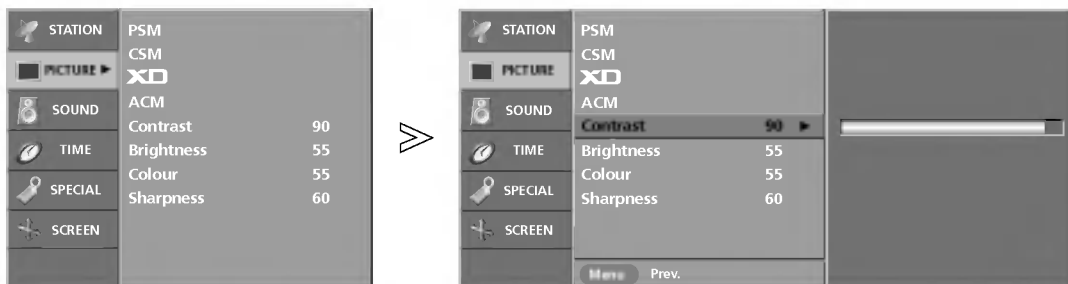 STATION
PICTURE ►
SOUND
TIME
SPECIAL
SCREEN
PSM
CSM
XD
ACM
Contrast 90
Brightness 55
Colour 55
Sharpness 60
STATION
PICTURE
SOUND
TIME
SPECIAL
SCREEN
PSM
CSM
XD
ACM
Contrast 90 ►
Brightness 55
Colour 55
Sharpness 60
Menu Prev.